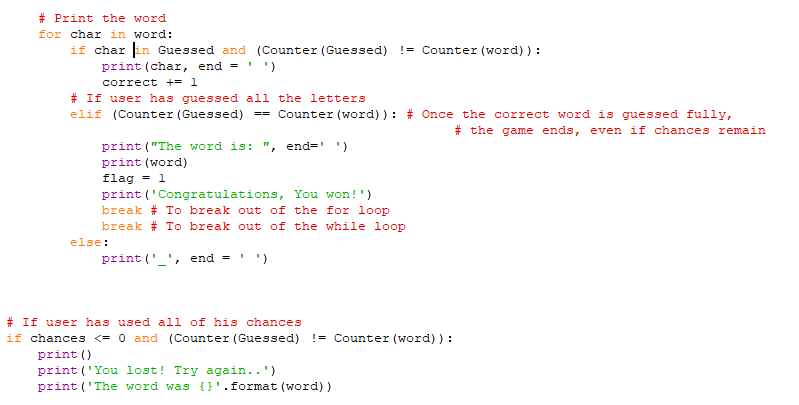 # Print the word
for char in word:
if char in Guessed and (Counter(Guessed) != Counter(word)):
print(char, end = ' ')
correct += 1
# If user has guessed all the letters
elif (Counter(Guessed) == Counter(word)): # Once the correct word is guessed fully,
# the game ends, even if chances remain
print("The word is: ", end=' ')
print(word)
flag = 1
print('Congratulations, You won!')
break # To break out of the for loop
break # To break out of the while loop
else:
print('_', end = ' ')
# If user has used all of his chances
if chances <= 0 and (Counter(Guessed) != Counter(word)):
print()
print('You lost! Try again..')
print('The word was {}'.format(word))